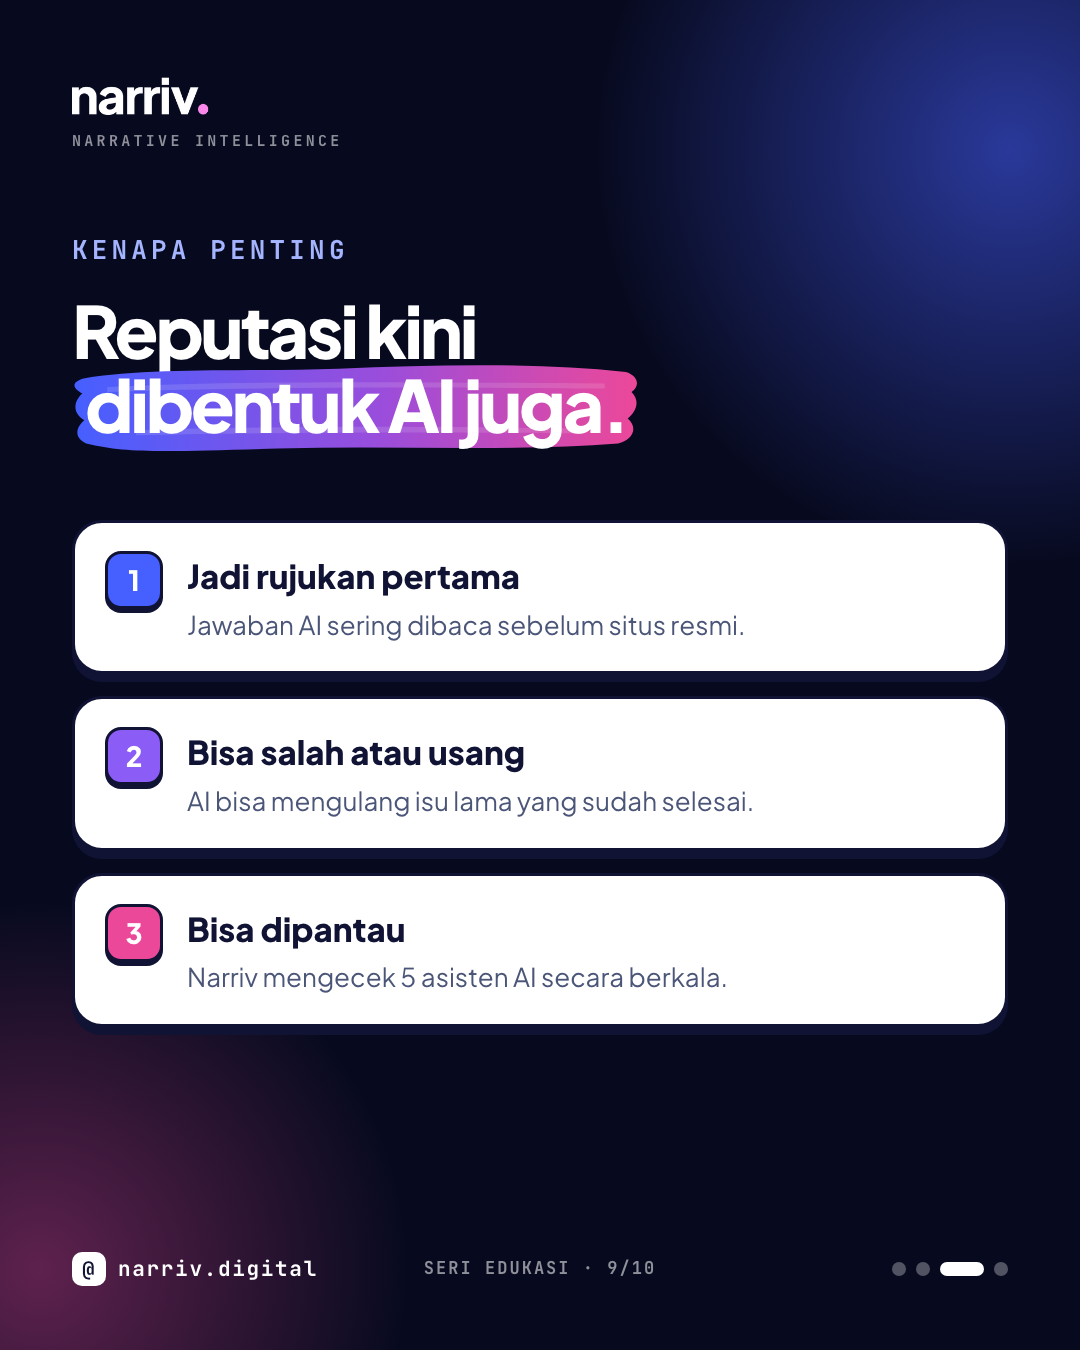 narriv.
NARRATIVE INTELLIGENCE
KENAPA PENTING
Reputasi kini
dibentuk AI juga.
1
Jadi rujukan pertama
Jawaban AI sering dibaca sebelum situs resmi.
2
Bisa salah atau usang
AI bisa mengulang isu lama yang sudah selesai.
3
Bisa dipantau
Narriv mengecek 5 asisten AI secara berkala.
@ narriv.digital
SERI EDUKASI · 9/10